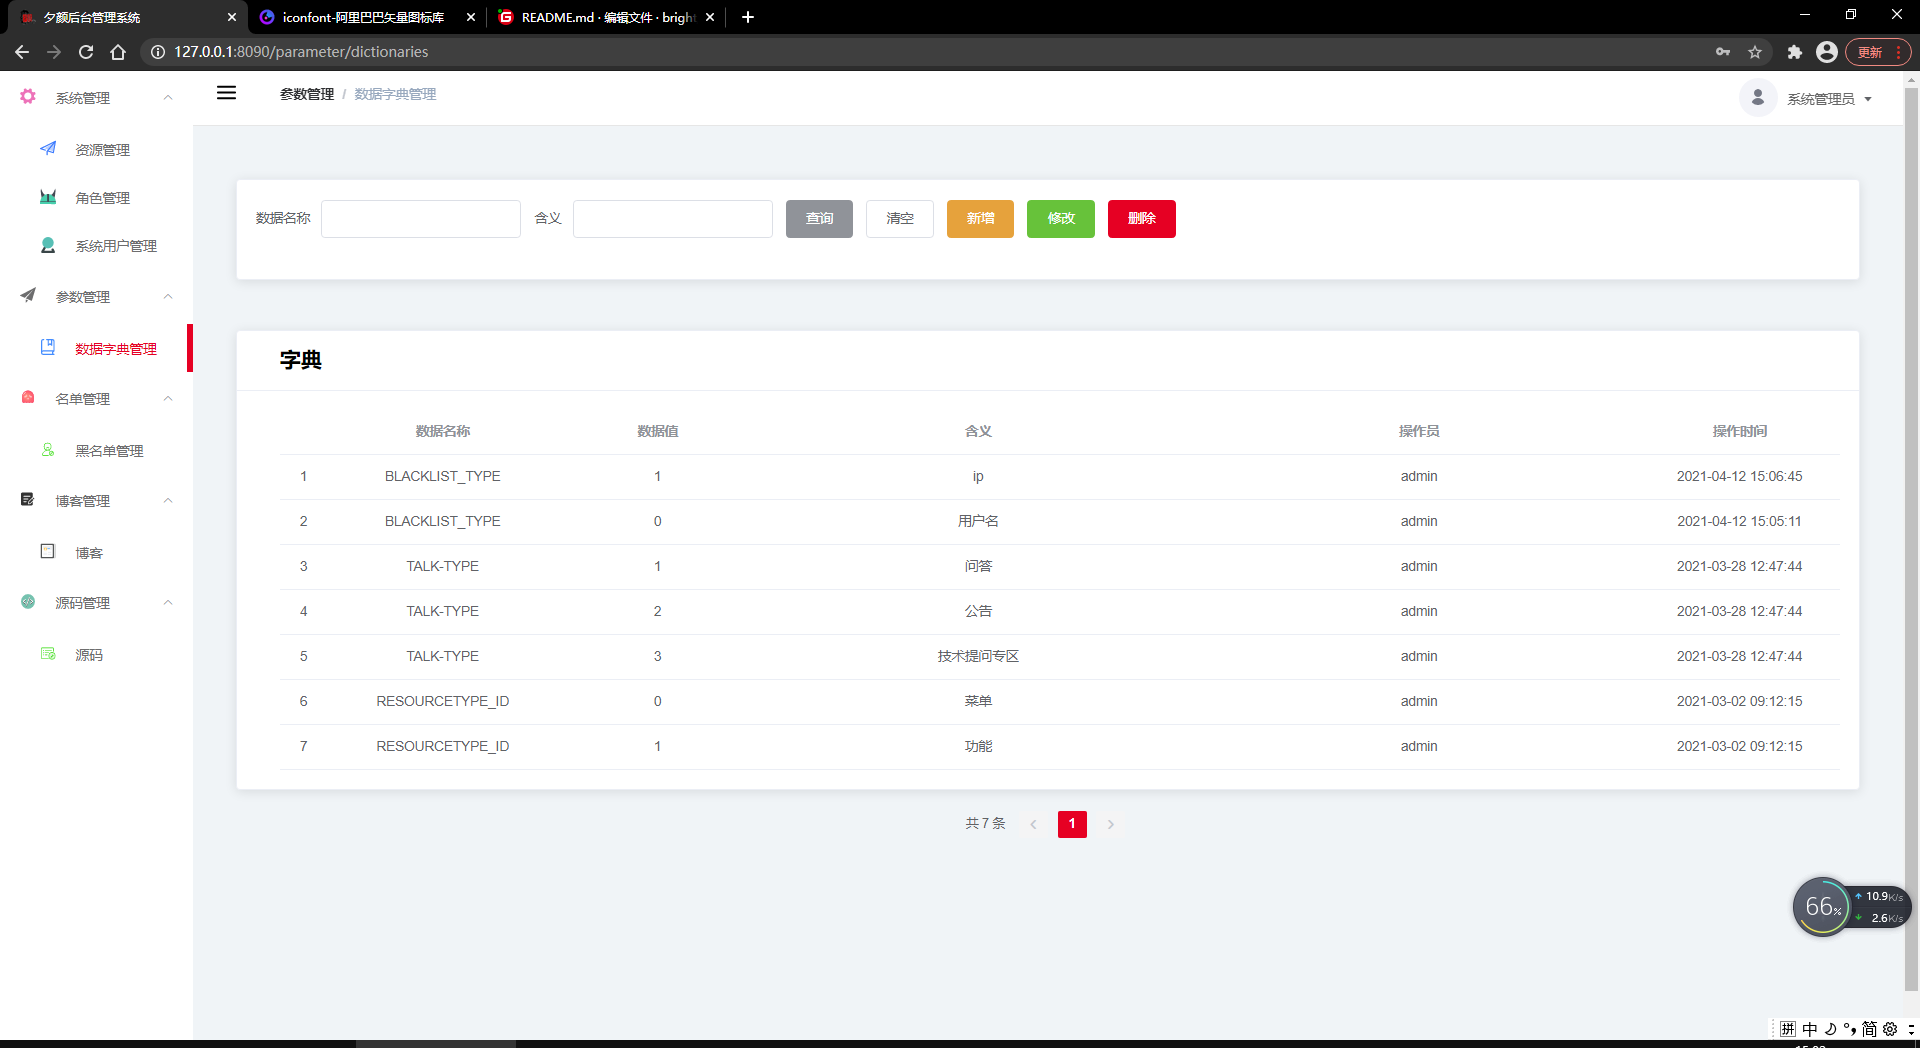 夕颜后台管理系统
iconfont-阿里巴巴矢量图标库
README.md · 编辑文件 · brigh
127.0.0.1:8090/parameter/dictionaries
更新
系统管理
参数管理 / 数据字典管理
系统管理员
资源管理
角色管理
系统用户管理
参数管理
数据字典管理
名单管理
黑名单管理
博客管理
博客
源码管理
源码
数据名称 含义 查询 清空 新增 修改 删除
字典
数据名称 数据值 含义 操作员 操作时间
1 BLACKLIST_TYPE 1 ip admin 2021-04-12 15:06:45
2 BLACKLIST_TYPE 0 用户名 admin 2021-04-12 15:05:11
3 TALK-TYPE 1 问答 admin 2021-03-28 12:47:44
4 TALK-TYPE 2 公告 admin 2021-03-28 12:47:44
5 TALK-TYPE 3 技术提问专区 admin 2021-03-28 12:47:44
6 RESOURCETYPE_ID 0 菜单 admin 2021-03-02 09:12:15
7 RESOURCETYPE_ID 1 功能 admin 2021-03-02 09:12:15
共 7 条 1
66%
10.9K/s
2.6K/s
拼 中 简